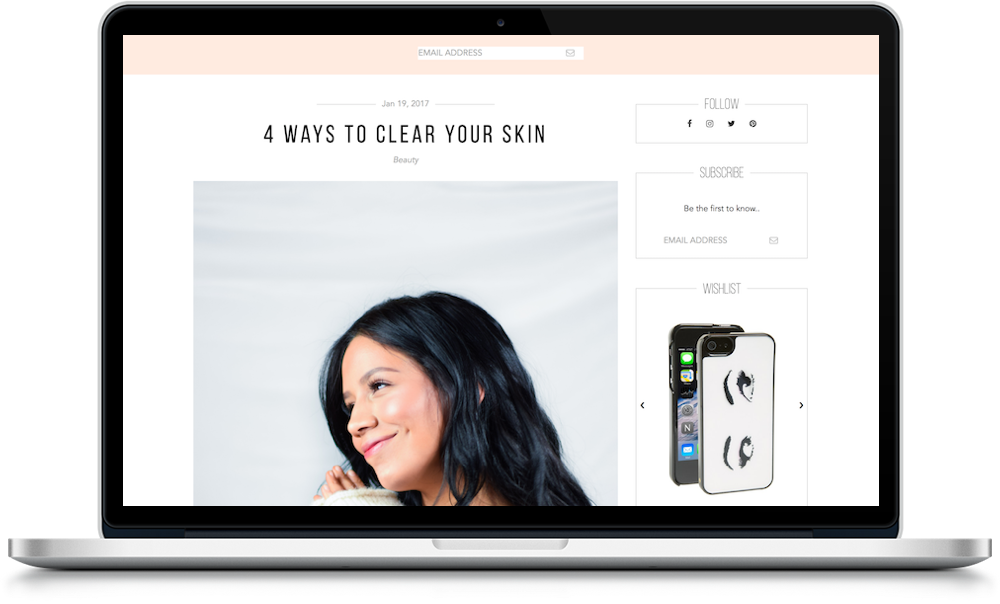 EMAIL ADDRESS
Jan 19, 2017
4 WAYS TO CLEAR YOUR SKIN
Beauty
FOLLOW
SUBSCRIBE
Be the first to know..
EMAIL ADDRESS
WISHLIST
N